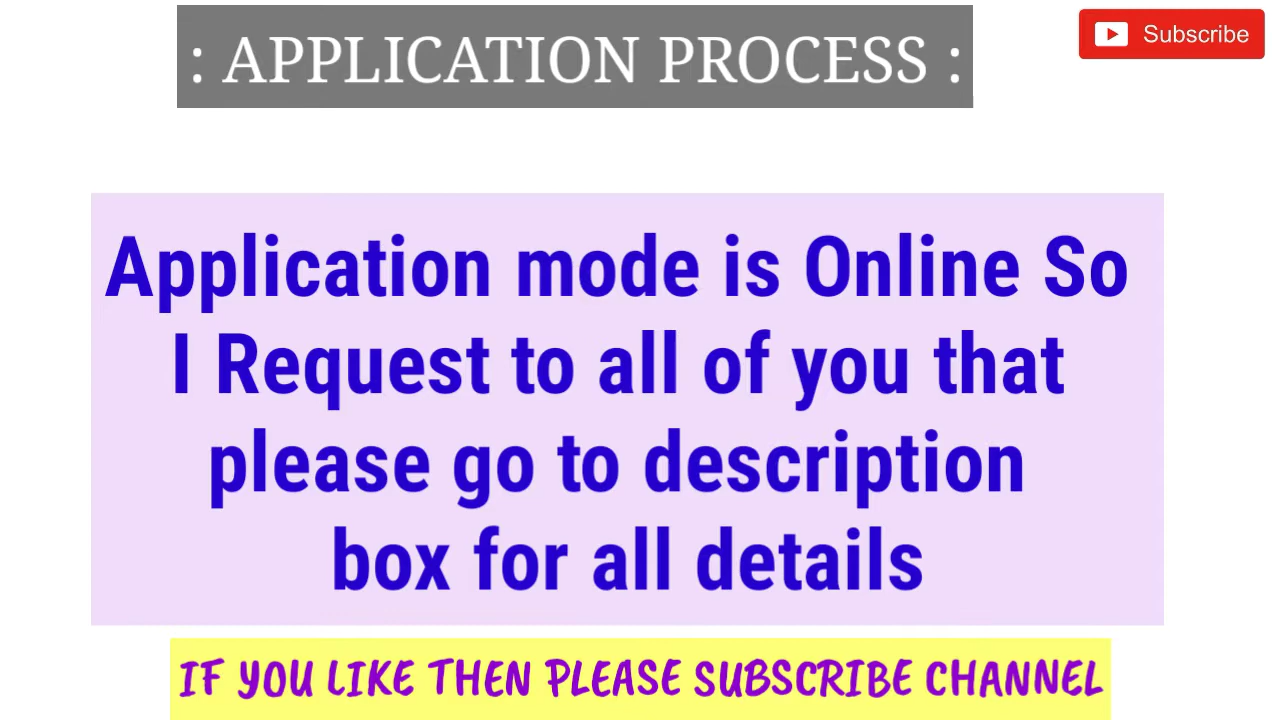 : APPLICATION PROCESS :
Subscribe
Application mode is Online So
I Request to all of you that
please go to description
box for all details
IF YOU LIKE THEN PLEASE SUBSCRIBE CHANNEL